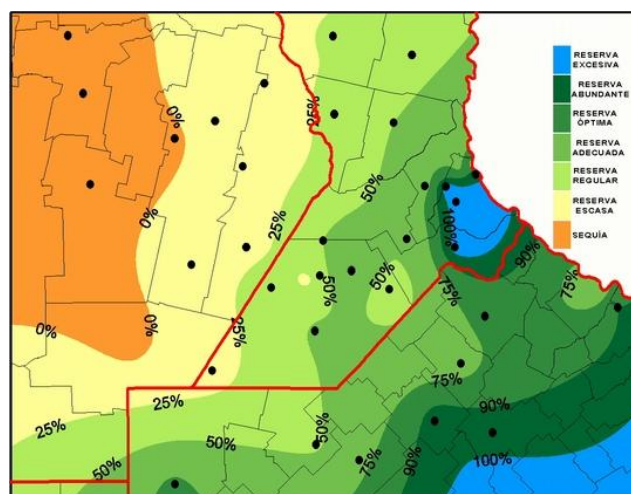 RESERVA
EXCESIVA
RESERVA
ABUNDANTE
RESERVA
ÓPTIMA
RESERVA
ADECUADA
RESERVA
REGULAR
RESERVA
ESCASA
SEQUÍA
0%
25%
50%
0%
25%
100%
90%
50%
50%
75%
75%
0%
0%
25%
75%
25%
90%
25%
50%
50%
100%
50%
75%
90%